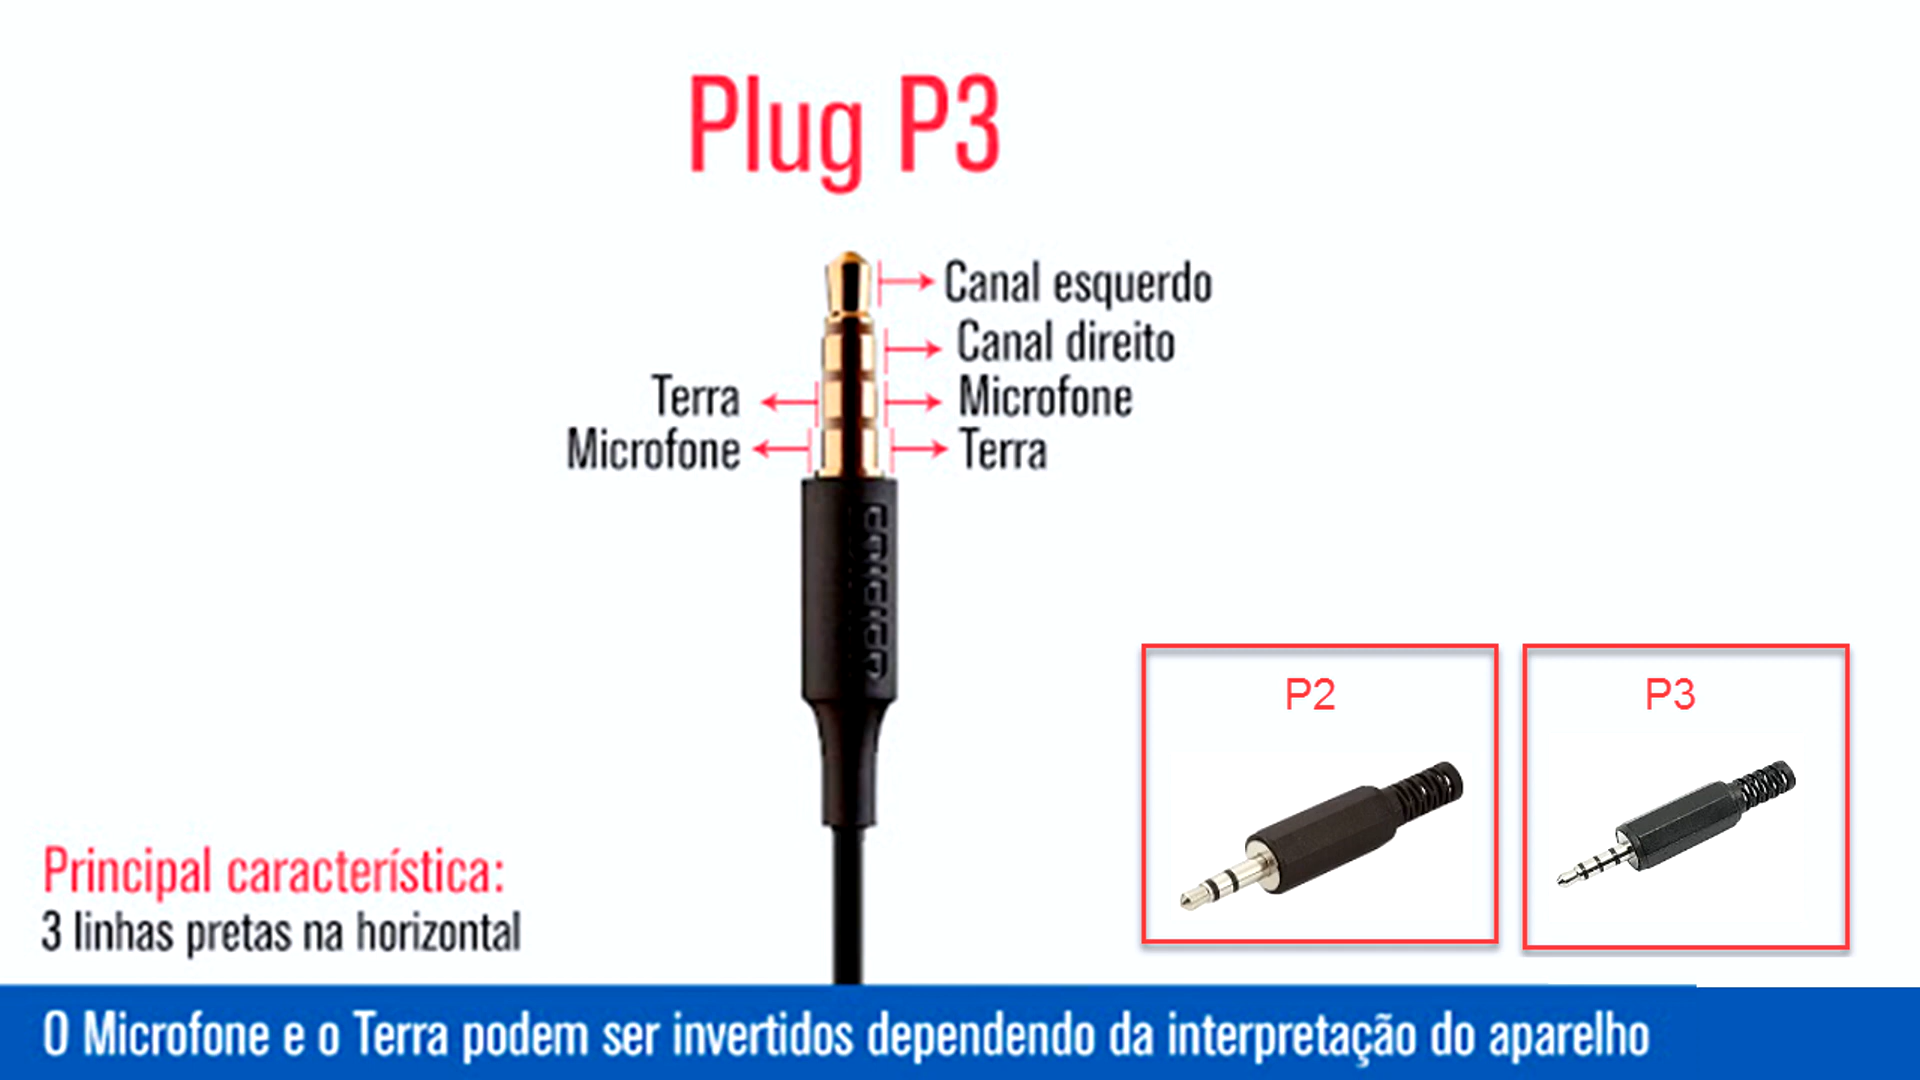 Plug P3
Canal esquerdo
Canal direito
Terra
Microfone
Microfone
Terra
P2
P3
Principal característica:
3 linhas pretas na horizontal
O Microfone e o Terra podem ser invertidos dependendo da interpretação do aparelho